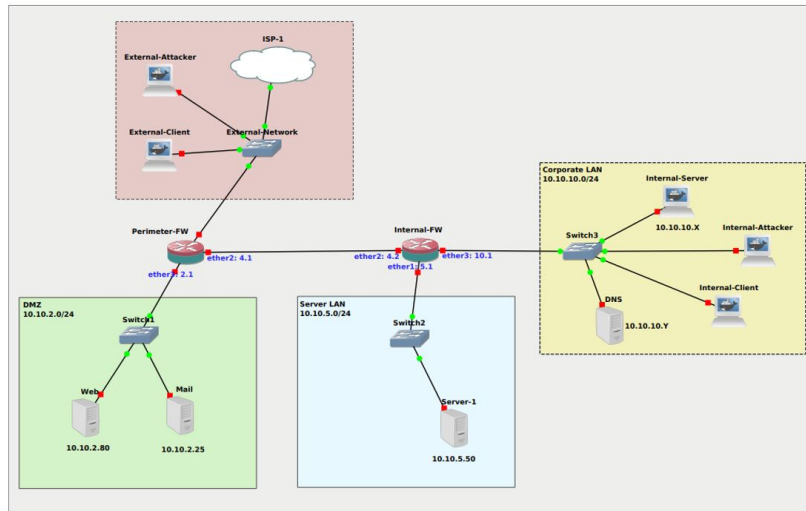 ISP-1
External-Attacker
External-Client
External-Network
Corporate LAN
10.10.10.0/24
Internal-Server
10.10.10.X
Perimeter-FW
Internal-FW
Switch3
Internal-Attacker
ether2: 4.1
ether2: 4.2
ether3: 10.1
ether3: 2.1
ether1: 5.1
Internal-Client
DMZ
10.10.2.0/24
Server LAN
10.10.5.0/24
DNS
Switch1
Switch2
10.10.10.Y
Web
Mail
Server-1
10.10.2.80
10.10.2.25
10.10.5.50